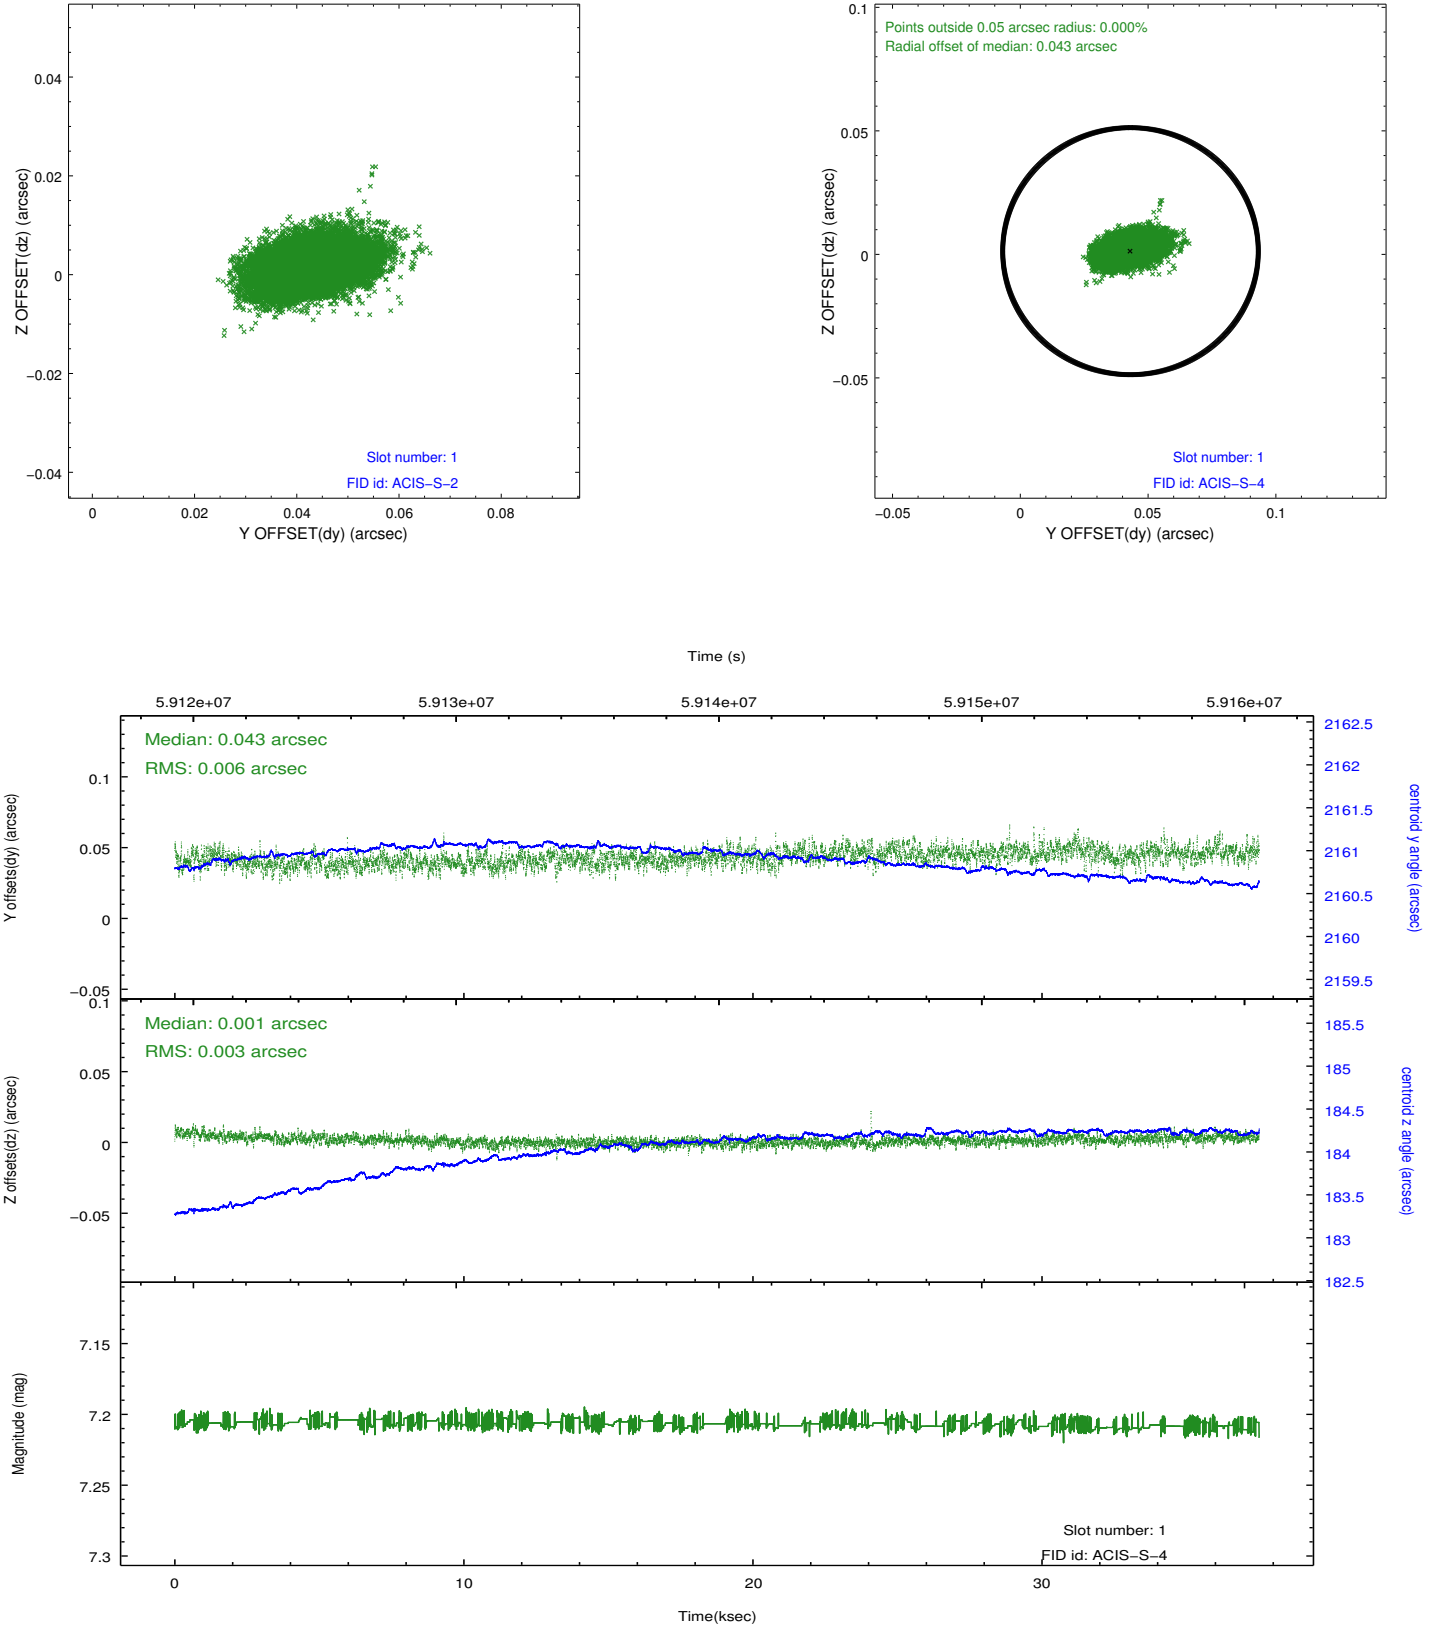 0.04
0.02
0
−0.02
−0.04
Z OFFSET(dz) (arcsec)
Slot number: 1
FID id: ACIS−S−2
0 0.02 0.04 0.06 0.08
Y OFFSET(dy) (arcsec)
Points outside 0.05 arcsec radius: 0.000%
Radial offset of median: 0.043 arcsec
0.1
0.05
0
−0.05
Z OFFSET(dz) (arcsec)
Slot number: 1
FID id: ACIS−S−4
−0.05 0 0.05 0.1
Y OFFSET(dy) (arcsec)
Time (s)
5.912e+07 5.913e+07 5.914e+07 5.915e+07 5.916e+07
Median: 0.043 arcsec
RMS: 0.006 arcsec
0.1
0.05
0
−0.05
Y offsets(dy) (arcsec)
2162.5
2162
2161.5
2161
2160.5
2160
2159.5
centroid y angle (arcsec)
Median: 0.001 arcsec
RMS: 0.003 arcsec
0.1
0.05
0
−0.05
Z offsets(dz) (arcsec)
185.5
185
184.5
184
183.5
183
182.5
centroid z angle (arcsec)
7.15
7.2
7.25
7.3
Magnitude (mag)
Slot number: 1
FID id: ACIS−S−4
0 10 20 30
Time(ksec)